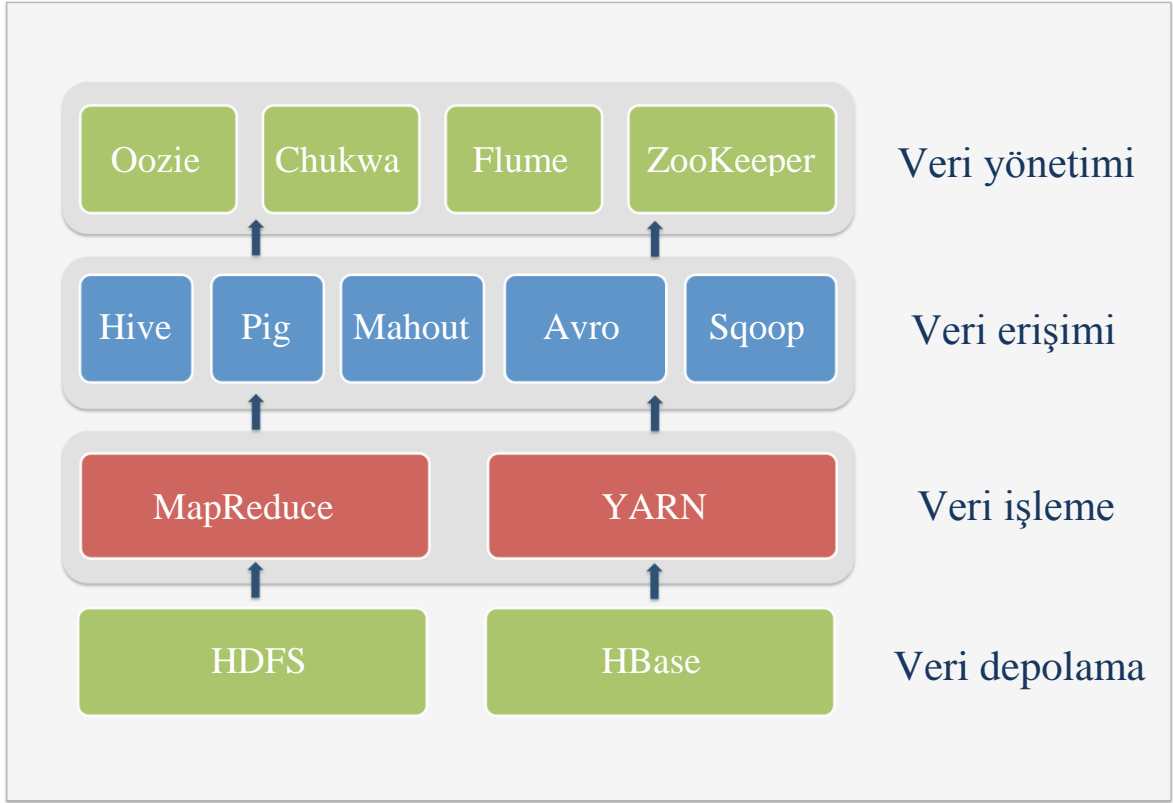 Oozie Chukwa Flume ZooKeeper Veri yönetimi
Hive Pig Mahout Avro Sqoop Veri erişimi
MapReduce YARN Veri işleme
HDFS HBase Veri depolama